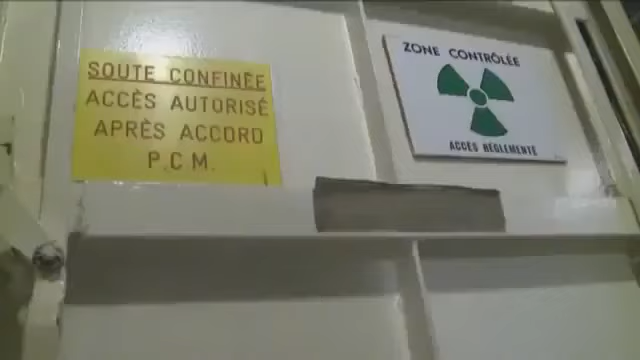 SOUTE CONFINÉE
ACCÈS AUTORISÉ
APRÈS ACCORD
P.C.M.
ZONE CONTRÔLÉE
ACCÈS RÉGLEMENTÉ